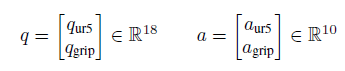 q = [q_ur5 q_grip] ∈ ℝ^18   a = [a_ur5 a_grip] ∈ ℝ^10